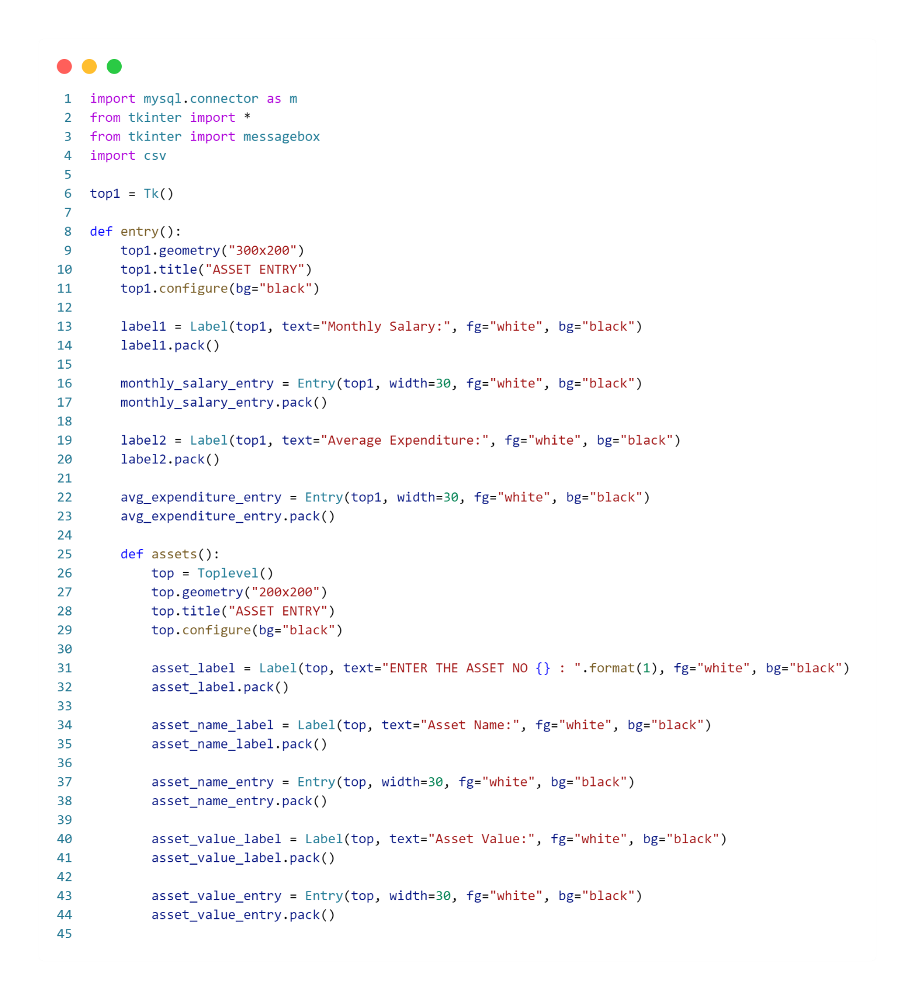 1 import mysql.connector as m
2 from tkinter import *
3 from tkinter import messagebox
4 import csv
5
6 top1 = Tk()
7
8 def entry():
9     top1.geometry("300x200")
10     top1.title("ASSET ENTRY")
11     top1.configure(bg="black")
12
13     label1 = Label(top1, text="Monthly Salary:", fg="white", bg="black")
14     label1.pack()
15
16     monthly_salary_entry = Entry(top1, width=30, fg="white", bg="black")
17     monthly_salary_entry.pack()
18
19     label2 = Label(top1, text="Average Expenditure:", fg="white", bg="black")
20     label2.pack()
21
22     avg_expenditure_entry = Entry(top1, width=30, fg="white", bg="black")
23     avg_expenditure_entry.pack()
24
25     def assets():
26         top = Toplevel()
27         top.geometry("200x200")
28         top.title("ASSET ENTRY")
29         top.configure(bg="black")
30
31         asset_label = Label(top, text="ENTER THE ASSET NO {} : ".format(1), fg="white", bg="black")
32         asset_label.pack()
33
34         asset_name_label = Label(top, text="Asset Name:", fg="white", bg="black")
35         asset_name_label.pack()
36
37         asset_name_entry = Entry(top, width=30, fg="white", bg="black")
38         asset_name_entry.pack()
39
40         asset_value_label = Label(top, text="Asset Value:", fg="white", bg="black")
41         asset_value_label.pack()
42
43         asset_value_entry = Entry(top, width=30, fg="white", bg="black")
44         asset_value_entry.pack()
45